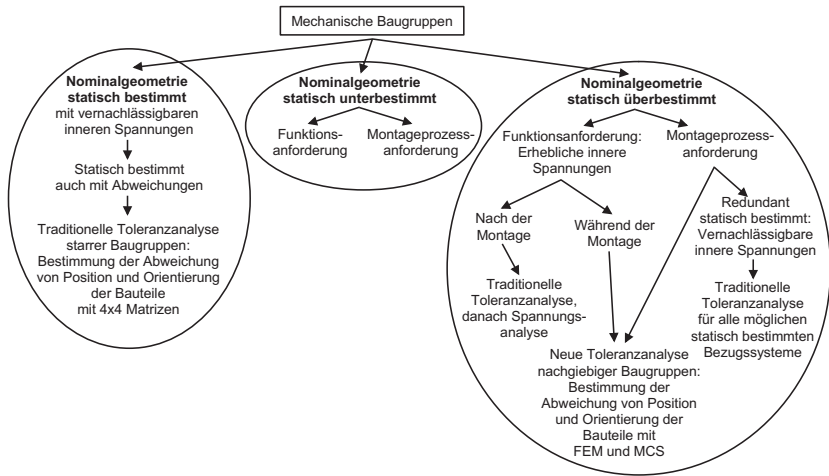 Mechanische Baugruppen
Nominalgeometrie
statisch bestimmt
mit vernachlässigbaren
inneren Spannungen
Statisch bestimmt
auch mit Abweichungen
Traditionelle Toleranzanalyse
starrer Baugruppen:
Bestimmung der Abweichung
von Position und Orientierung
der Bauteile
mit 4x4 Matrizen
Nominalgeometrie
statisch unterbestimmt
Funktions-
anforderung
Montageprozess-
anforderung
Nominalgeometrie
statisch überbestimmt
Funktionsanforderung:
Erhebliche innere
Spannungen
Montageprozess-
anforderung
Nach der
Montage
Während der
Montage
Redundant
statisch bestimmt:
Vernachlässigbare
innere Spannungen
Traditionelle
Toleranzanalyse,
danach Spannungs-
analyse
Traditionelle
Toleranzanalyse
für alle möglichen
statisch bestimmten
Bezugssysteme
Neue Toleranzanalyse
nachgiebiger Baugruppen:
Bestimmung der
Abweichung von Position
und Orientierung der
Bauteile mit
FEM und MCS